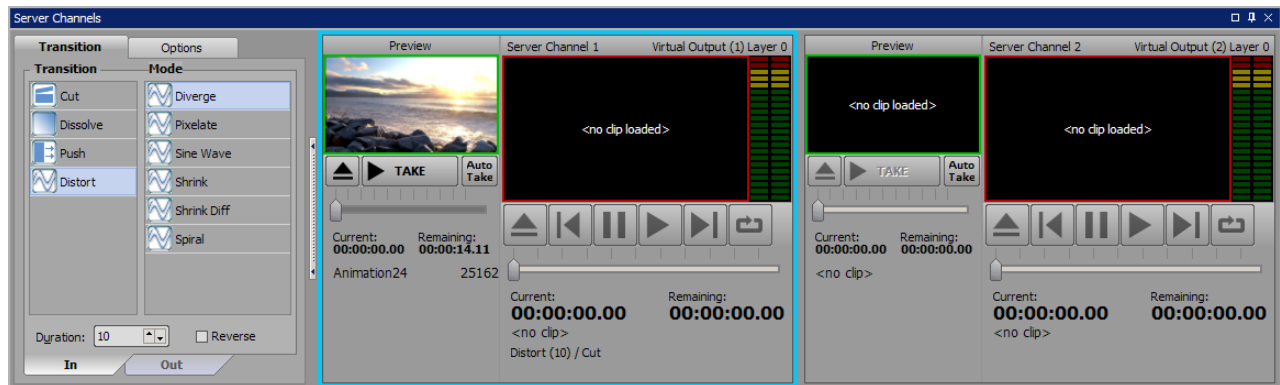 Server Channels
Transition
Options
Transition
Mode
Cut
Dissolve
Push
Distort
Diverge
Pixelate
Sine Wave
Shrink
Shrink Diff
Spiral
Duration: 10
Reverse
In
Out
Preview
Server Channel 1
Virtual Output (1) Layer 0
TAKE
Auto
Take
Current:
Remaining:
00:00:00.00
00:00:14.11
Animation24
25162
<no clip loaded>
Current:
Remaining:
00:00:00.00
00:00:00.00
<no clip>
Distort (10) / Cut
Preview
Server Channel 2
Virtual Output (2) Layer 0
<no clip loaded>
TAKE
Auto
Take
Current:
Remaining:
00:00:00.00
00:00:00.00
<no clip>
<no clip loaded>
Current:
Remaining:
00:00:00.00
00:00:00.00
<no clip>